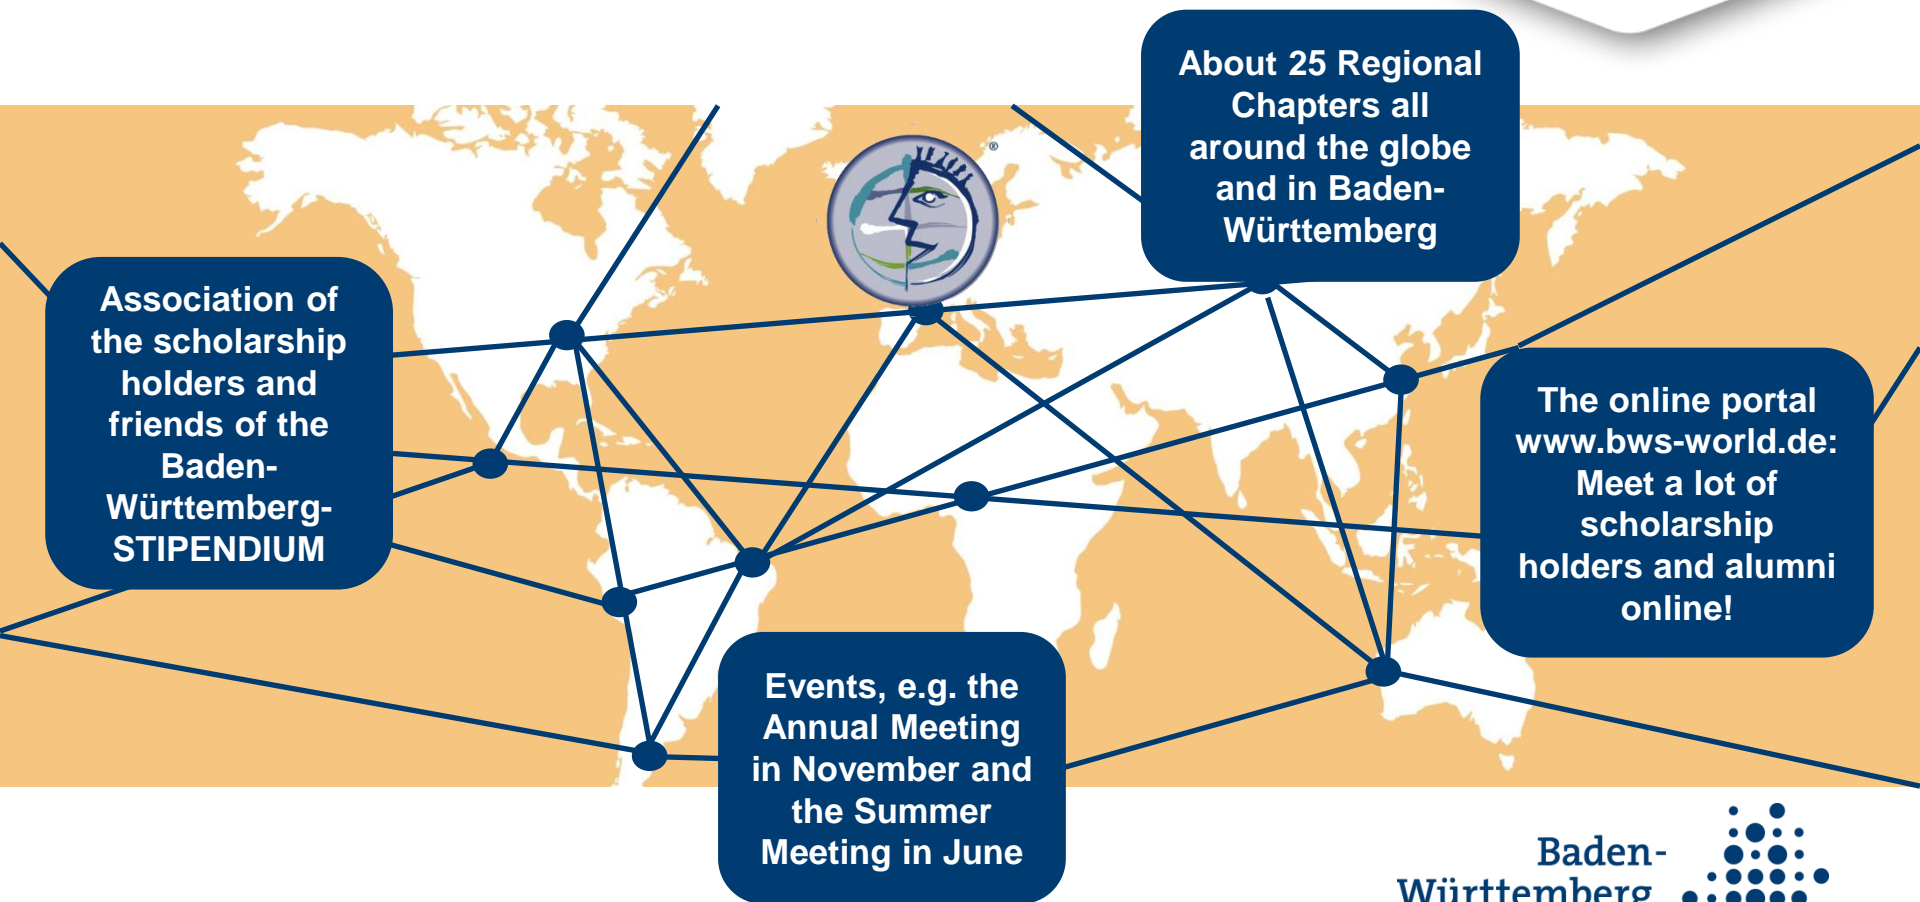 About 25 Regional
Chapters all
around the globe
and in Baden-
Württemberg
®
Association of
the scholarship
holders and
friends of the
Baden-
Württemberg-
STIPENDIUM
The online portal
www.bws-world.de:
Meet a lot of
scholarship
holders and alumni
online!
Events, e.g. the
Annual Meeting
in November and
the Summer
Meeting in June
Baden-
Württemberg